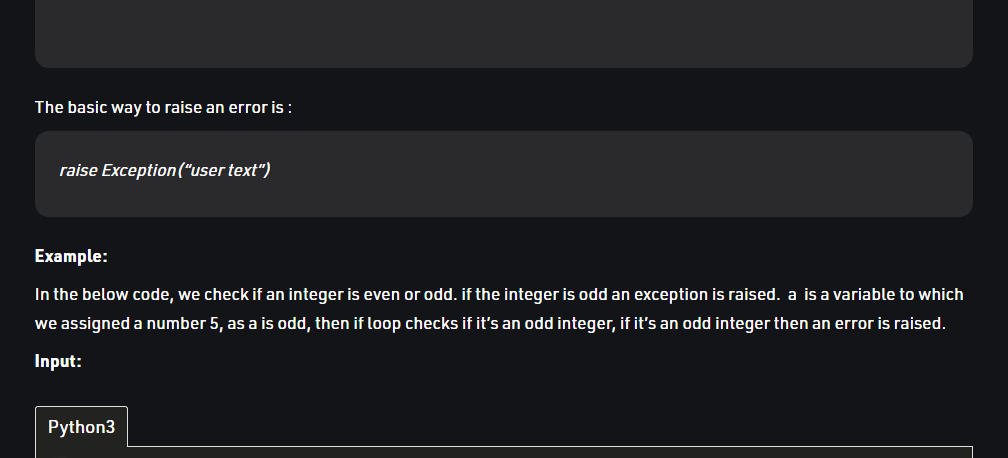 The basic way to raise an error is :
raise Exception(“user text”)
Example:
In the below code, we check if an integer is even or odd. if the integer is odd an exception is raised.  a  is a variable to which
we assigned a number 5, as a is odd, then if loop checks if it’s an odd integer, if it’s an odd integer then an error is raised.
Input:
Python3